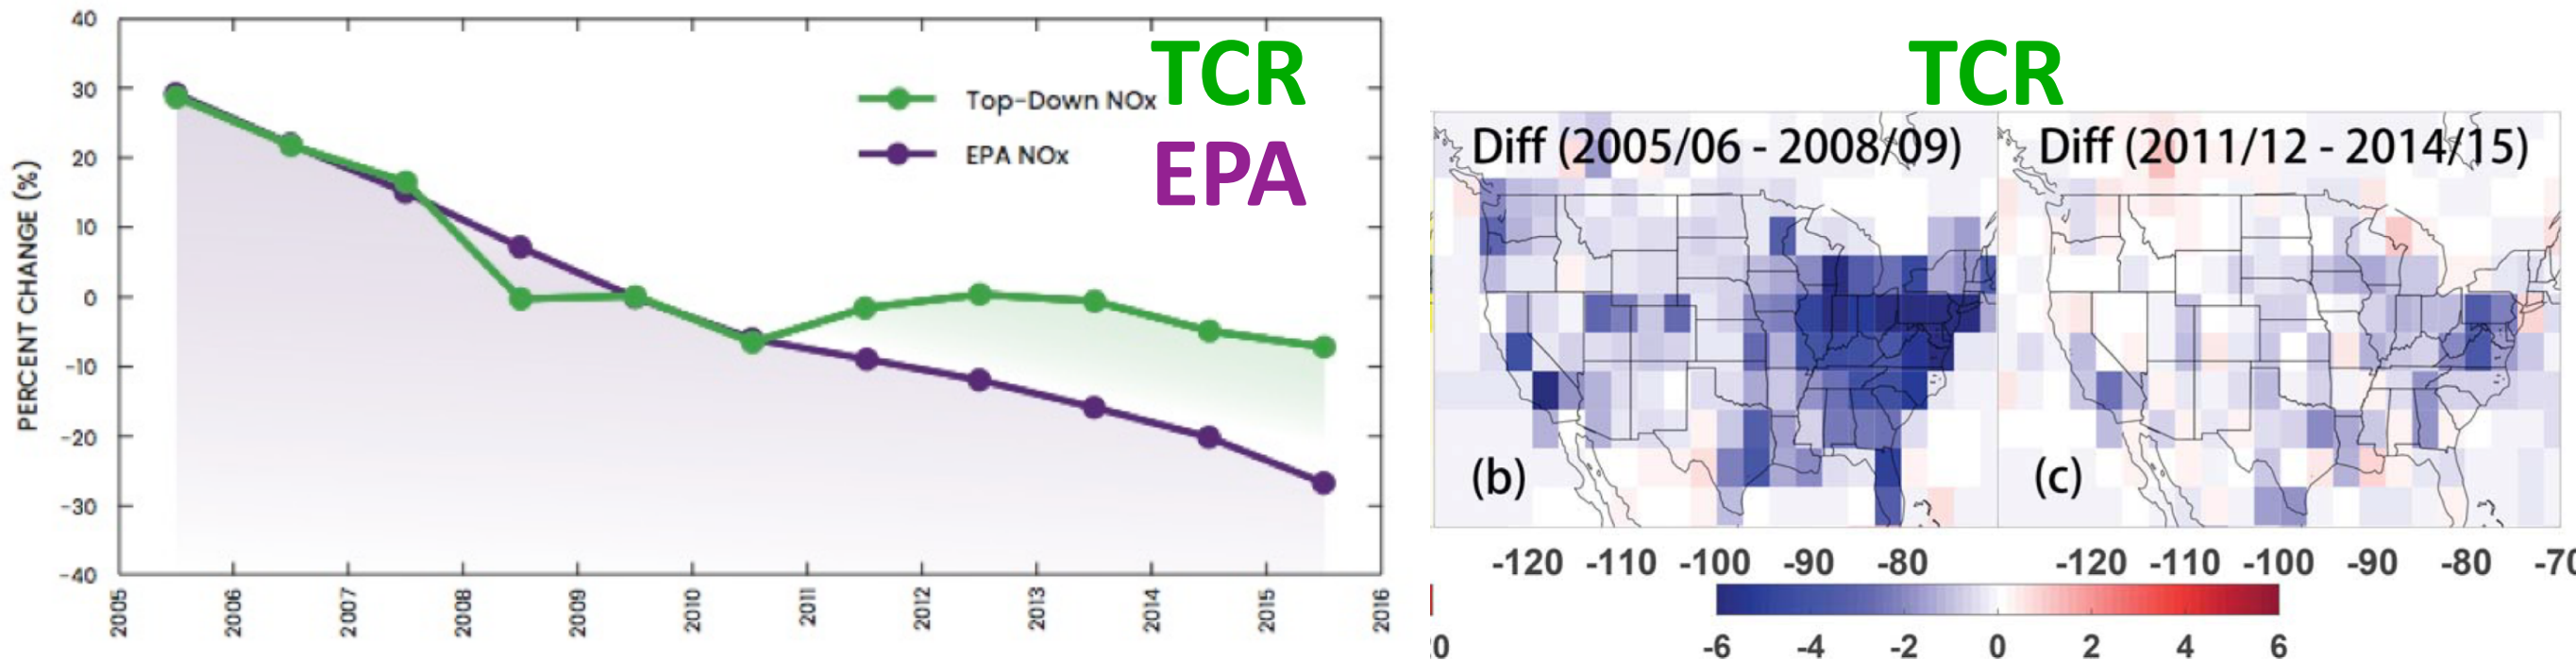 40
30
20
10
0
−10
−20
−30
−40
PERCENT CHANGE (%)
2005
2006
2007
2008
2009
2010
2011
2012
2013
2014
2015
2016
Top-Down NOx
EPA NOx
TCR
EPA
TCR
Diff (2005/06 - 2008/09)
Diff (2011/12 - 2014/15)
(b)
(c)
-120 -110 -100 -90 -80
-120 -110 -100 -90 -80 -70
0
-6 -4 -2 0 2 4 6